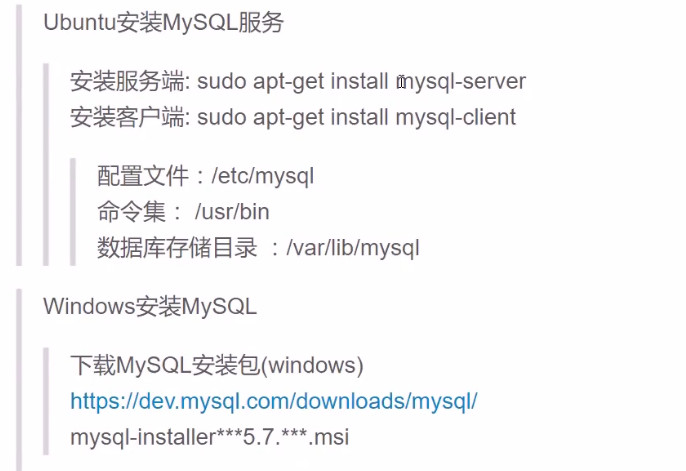 Ubuntu安装MySQL服务
安装服务端: sudo apt-get install mysql-server
安装客户端: sudo apt-get install mysql-client
配置文件：/etc/mysql
命令集： /usr/bin
数据库存储目录 ：/var/lib/mysql
Windows安装MySQL
下载MySQL安装包(windows)
https://dev.mysql.com/downloads/mysql/
mysql-installer***5.7.***.msi